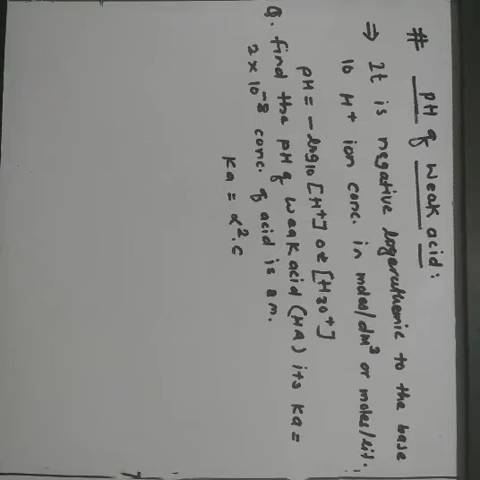 # pH of Weak acid:
⇒ It is negative logarithmic to the base
10 H+ ion conc. in moles/dm³ or moles/lit.
pH = -log10 [H+] or [H3O+]
Q. find the pH of weak acid (HA) its Ka =
2×10⁻⁸ conc. of acid is 2m.
Ka = α².c